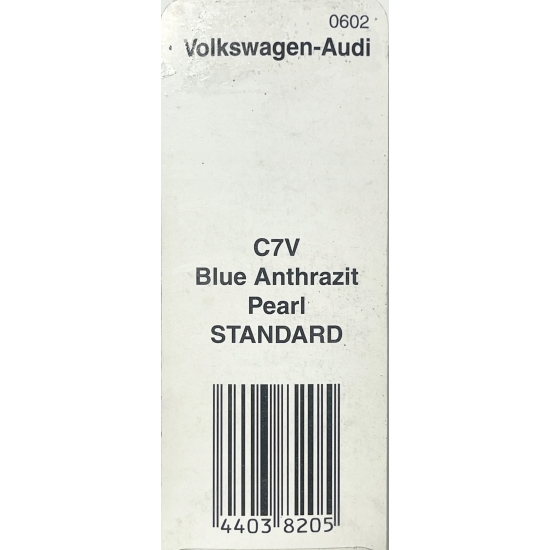 0602
Volkswagen-Audi
C7V
Blue Anthrazit
Pearl
STANDARD
4403 8205